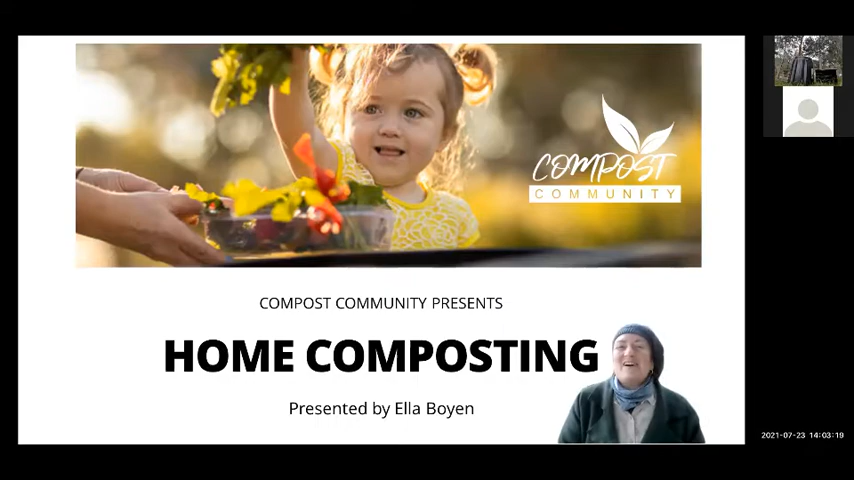 COMPOST
COMMUNITY
COMPOST COMMUNITY PRESENTS
HOME COMPOSTING
Presented by Ella Boyen
2021-07-23 14:03:19